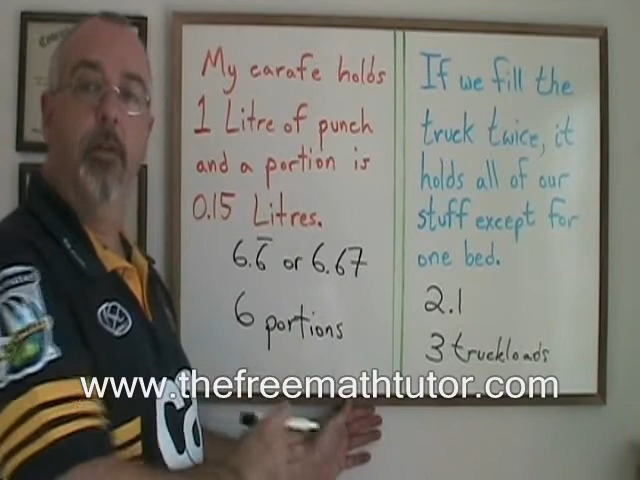 My carafe holds
1 Litre of punch
and a portion is
0.15 Litres.
6.6̅ or 6.67
6 portions
If we fill the
truck twice, it
holds all of our
stuff except for
one bed.
2.1
3 truckloads
www.thefreemathtutor.com